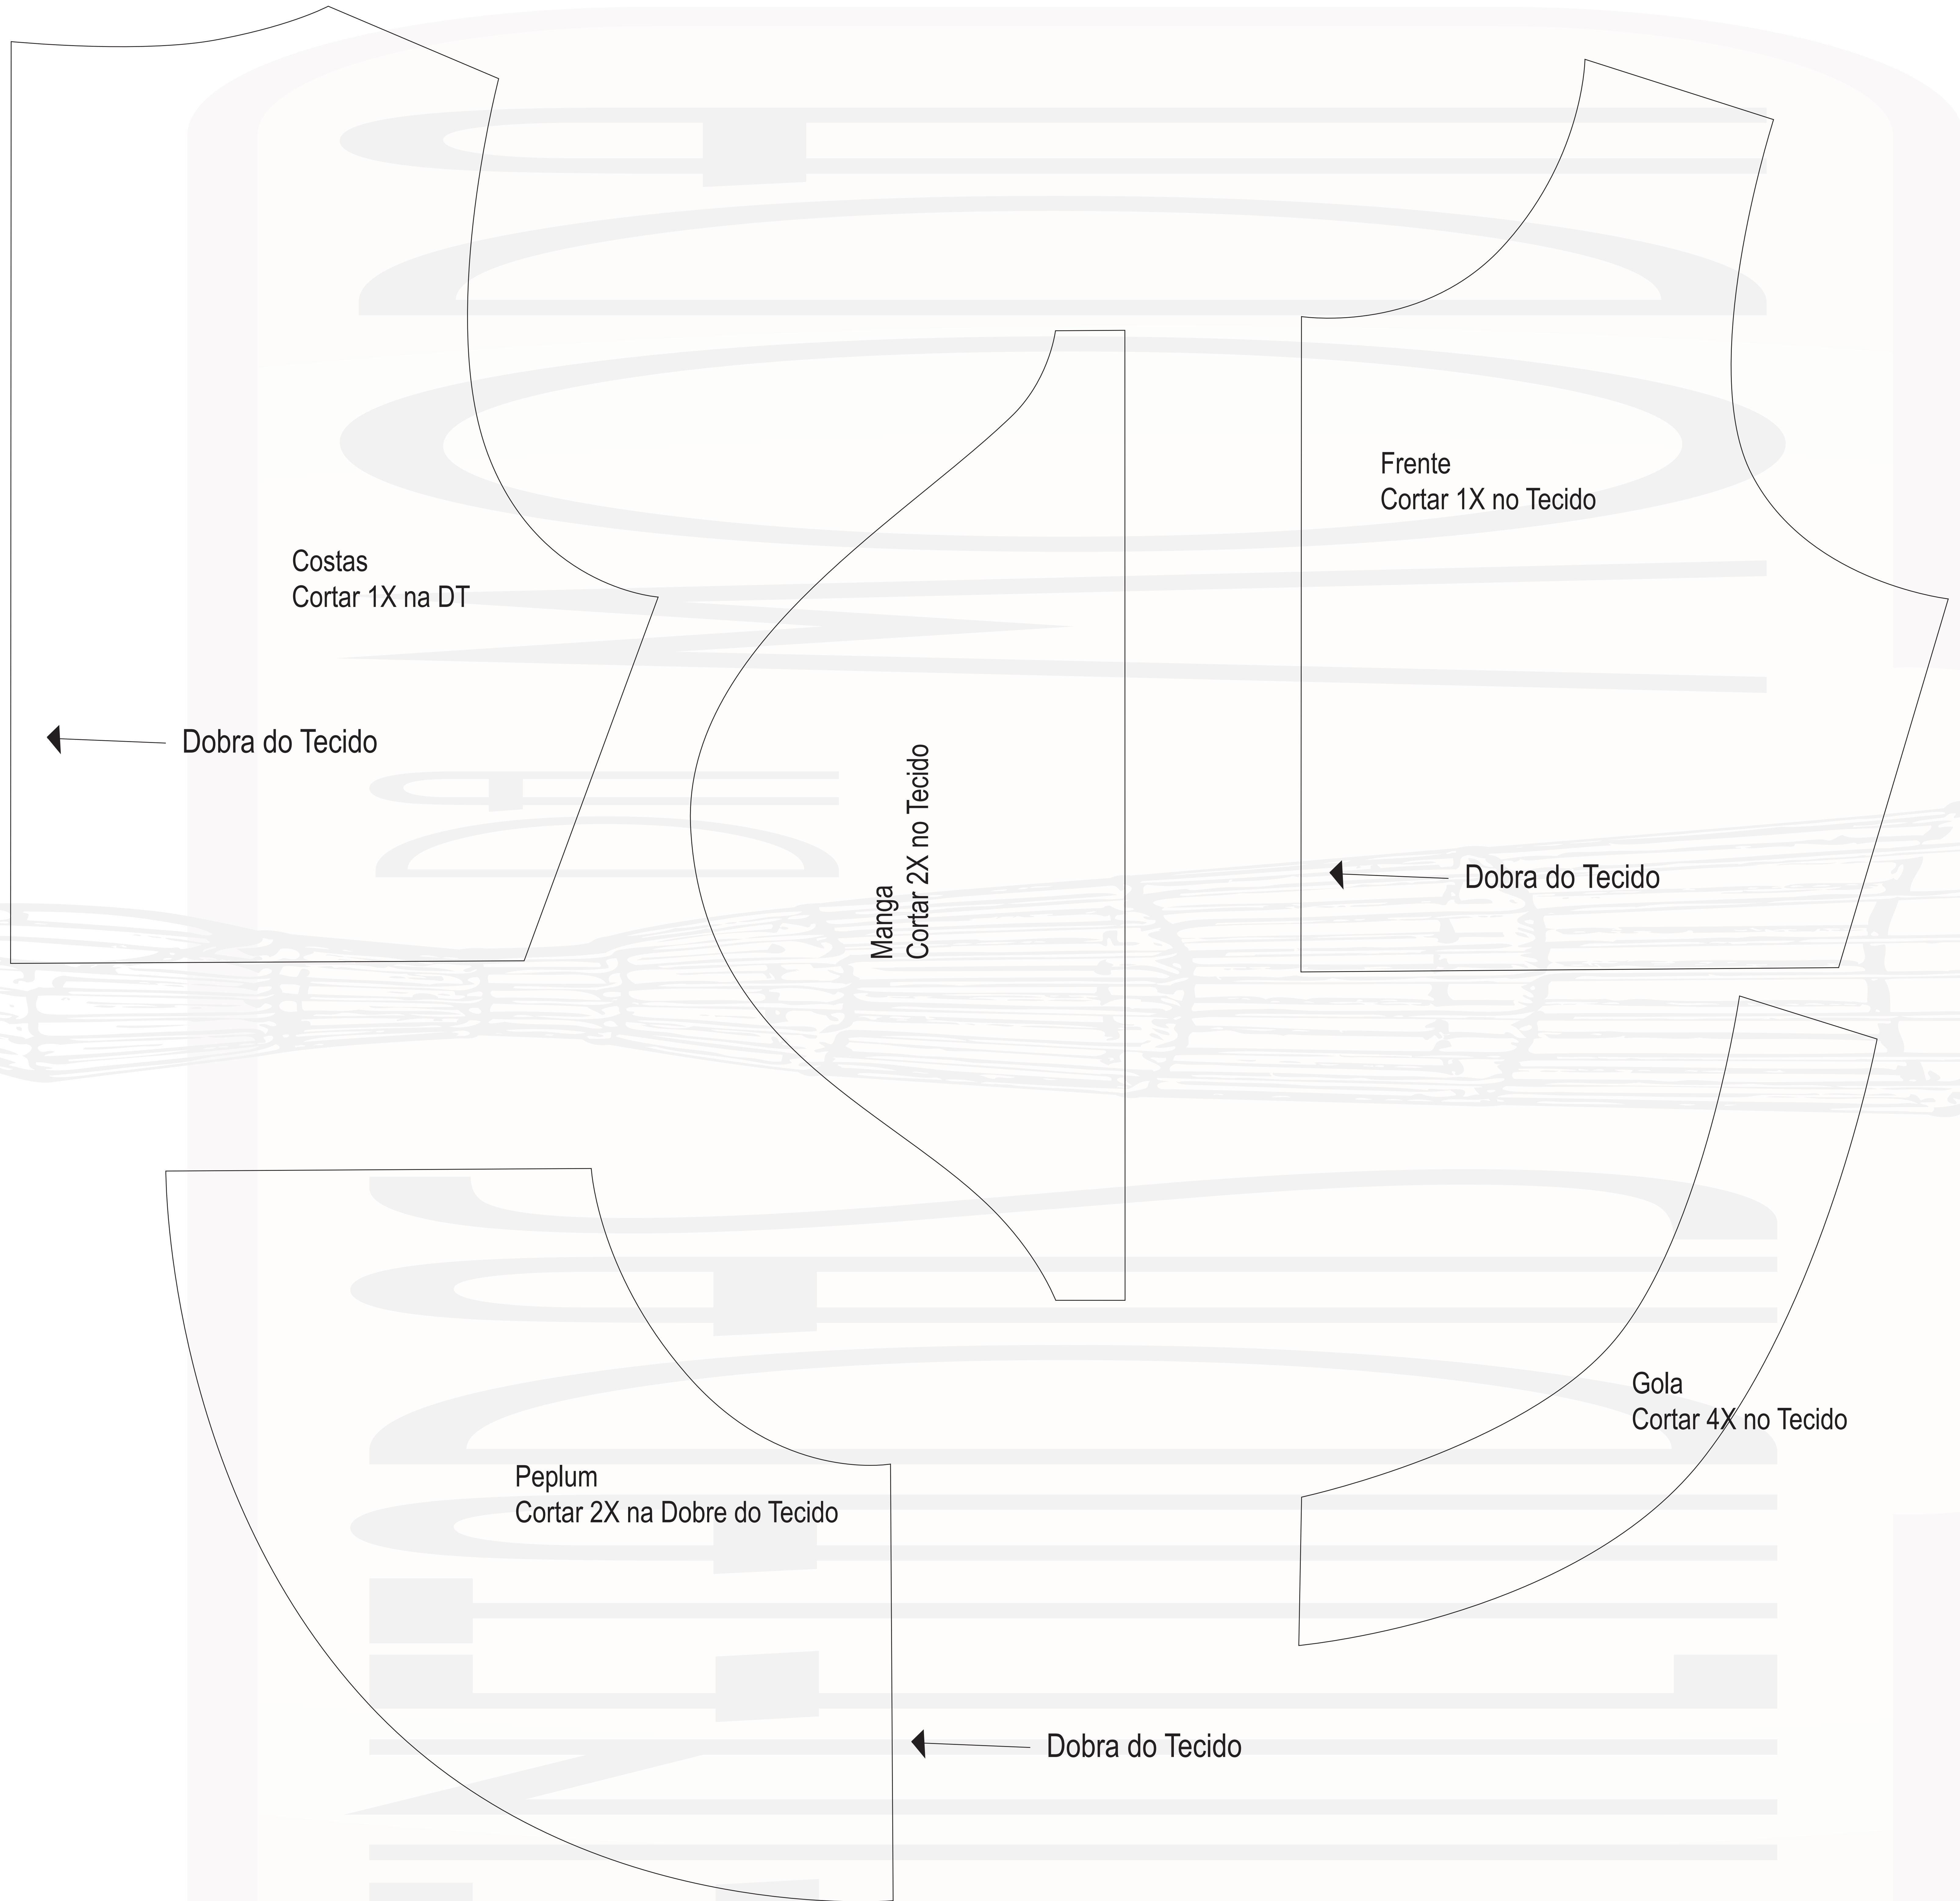 Costas
Cortar 1X na DT
Dobra do Tecido
Manga
Cortar 2X no Tecido
Frente
Cortar 1X no Tecido
Dobra do Tecido
Peplum
Cortar 2X na Dobre do Tecido
Dobra do Tecido
Gola
Cortar 4X no Tecido